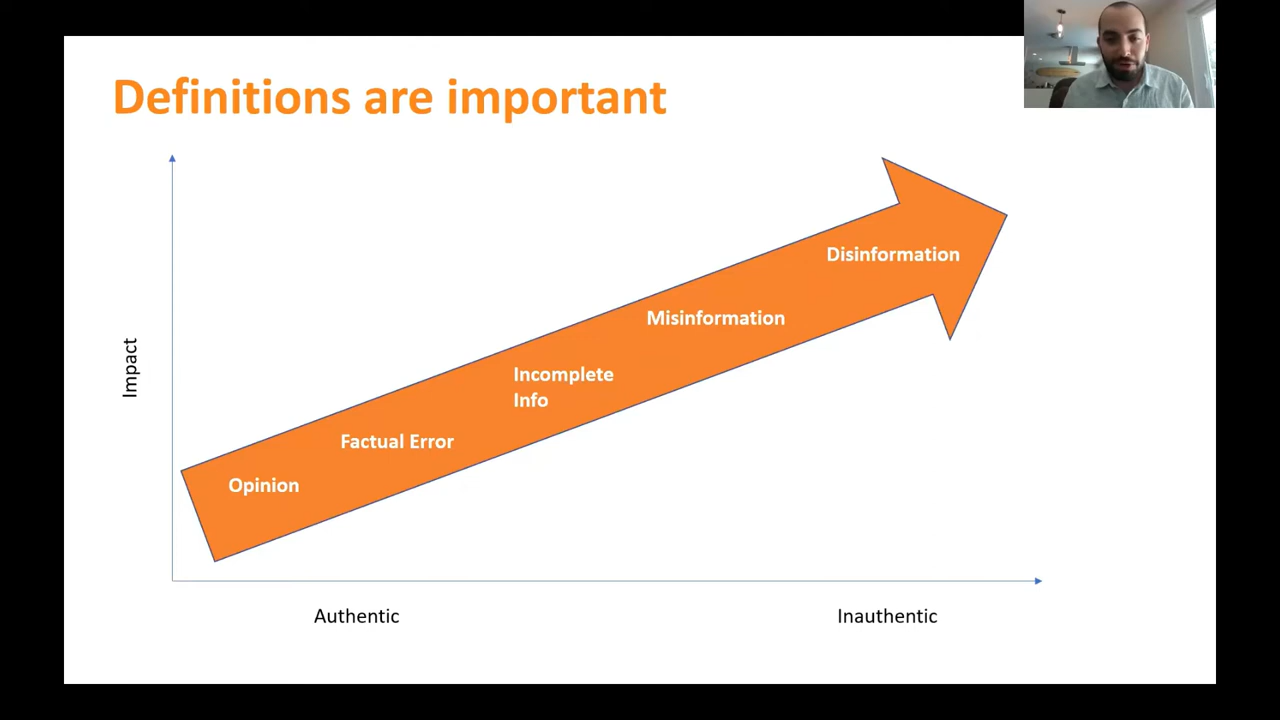 Definitions are important
Disinformation
Misinformation
Incomplete
Info
Factual Error
Opinion
Impact
Authentic
Inauthentic